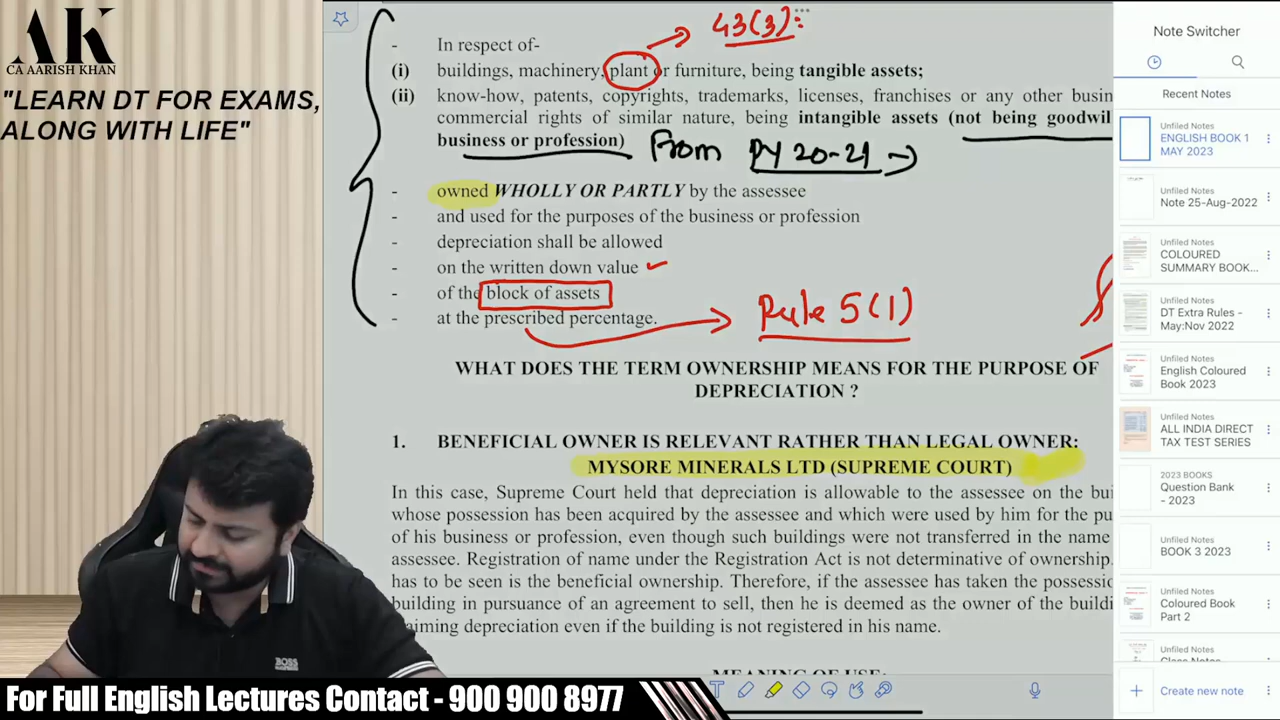 AK
CA AARISH KHAN
"LEARN DT FOR EXAMS,
ALONG WITH LIFE"
43(3):
- In respect of-
(i) buildings, machinery, plant or furniture, being tangible assets;
(ii) know-how, patents, copyrights, trademarks, licenses, franchises or any other busin
commercial rights of similar nature, being intangible assets (not being goodwil
business or profession) From PY 20-21
- owned WHOLLY OR PARTLY by the assessee
- and used for the purposes of the business or profession
- depreciation shall be allowed
- on the written down value
- of the block of assets
- at the prescribed percentage. Rule 5(1)
WHAT DOES THE TERM OWNERSHIP MEANS FOR THE PURPOSE OF
DEPRECIATION ?
1. BENEFICIAL OWNER IS RELEVANT RATHER THAN LEGAL OWNER:
MYSORE MINERALS LTD (SUPREME COURT)
In this case, Supreme Court held that depreciation is allowable to the assessee on the bui
whose possession has been acquired by the assessee and which were used by him for the pu
of his business or profession, even though such buildings were not transferred in the name
assessee. Registration of name under the Registration Act is not determinative of ownership.
has to be seen is the beneficial ownership. Therefore, if the assessee has taken the possessio
building in pursuance of an agreement to sell, then he is deemed as the owner of the buildi
aiming depreciation even if the building is not registered in his name.
MEANING OF USE:
Note Switcher
Recent Notes
Unfiled Notes
ENGLISH BOOK 1
MAY 2023
Unfiled Notes
Note 25-Aug-2022
Unfiled Notes
COLOURED
SUMMARY BOOK...
Unfiled Notes
DT Extra Rules -
May:Nov 2022
Unfiled Notes
English Coloured
Book 2023
Unfiled Notes
ALL INDIA DIRECT
TAX TEST SERIES
2023 BOOKS
Question Bank
- 2023
Unfiled Notes
BOOK 3 2023
Unfiled Notes
Coloured Book
Part 2
Unfiled Notes
Class Notes
Create new note
BOSS
For Full English Lectures Contact - 900 900 8977